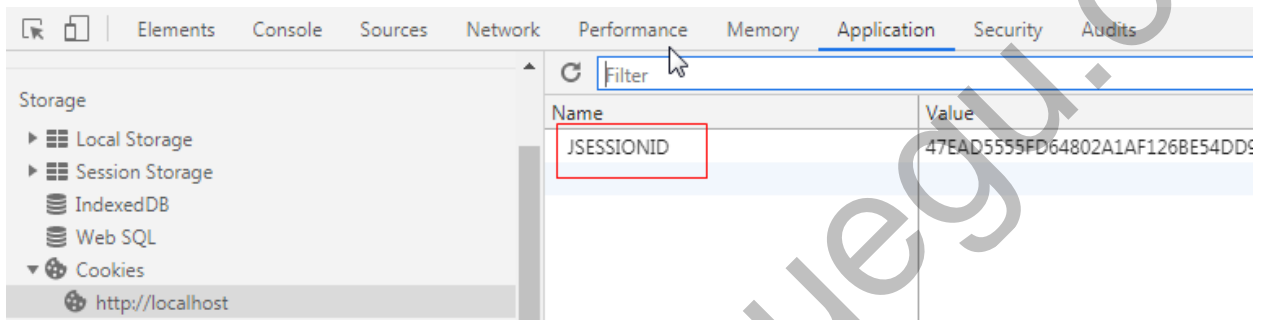 Elements Console Sources Network Performance Memory Application Security Audits
Filter
Storage
Name Value
Local Storage
JSESSIONID 47EAD5555FD64802A1AF126BE54DD9
Session Storage
IndexedDB
Web SQL
Cookies
http://localhost